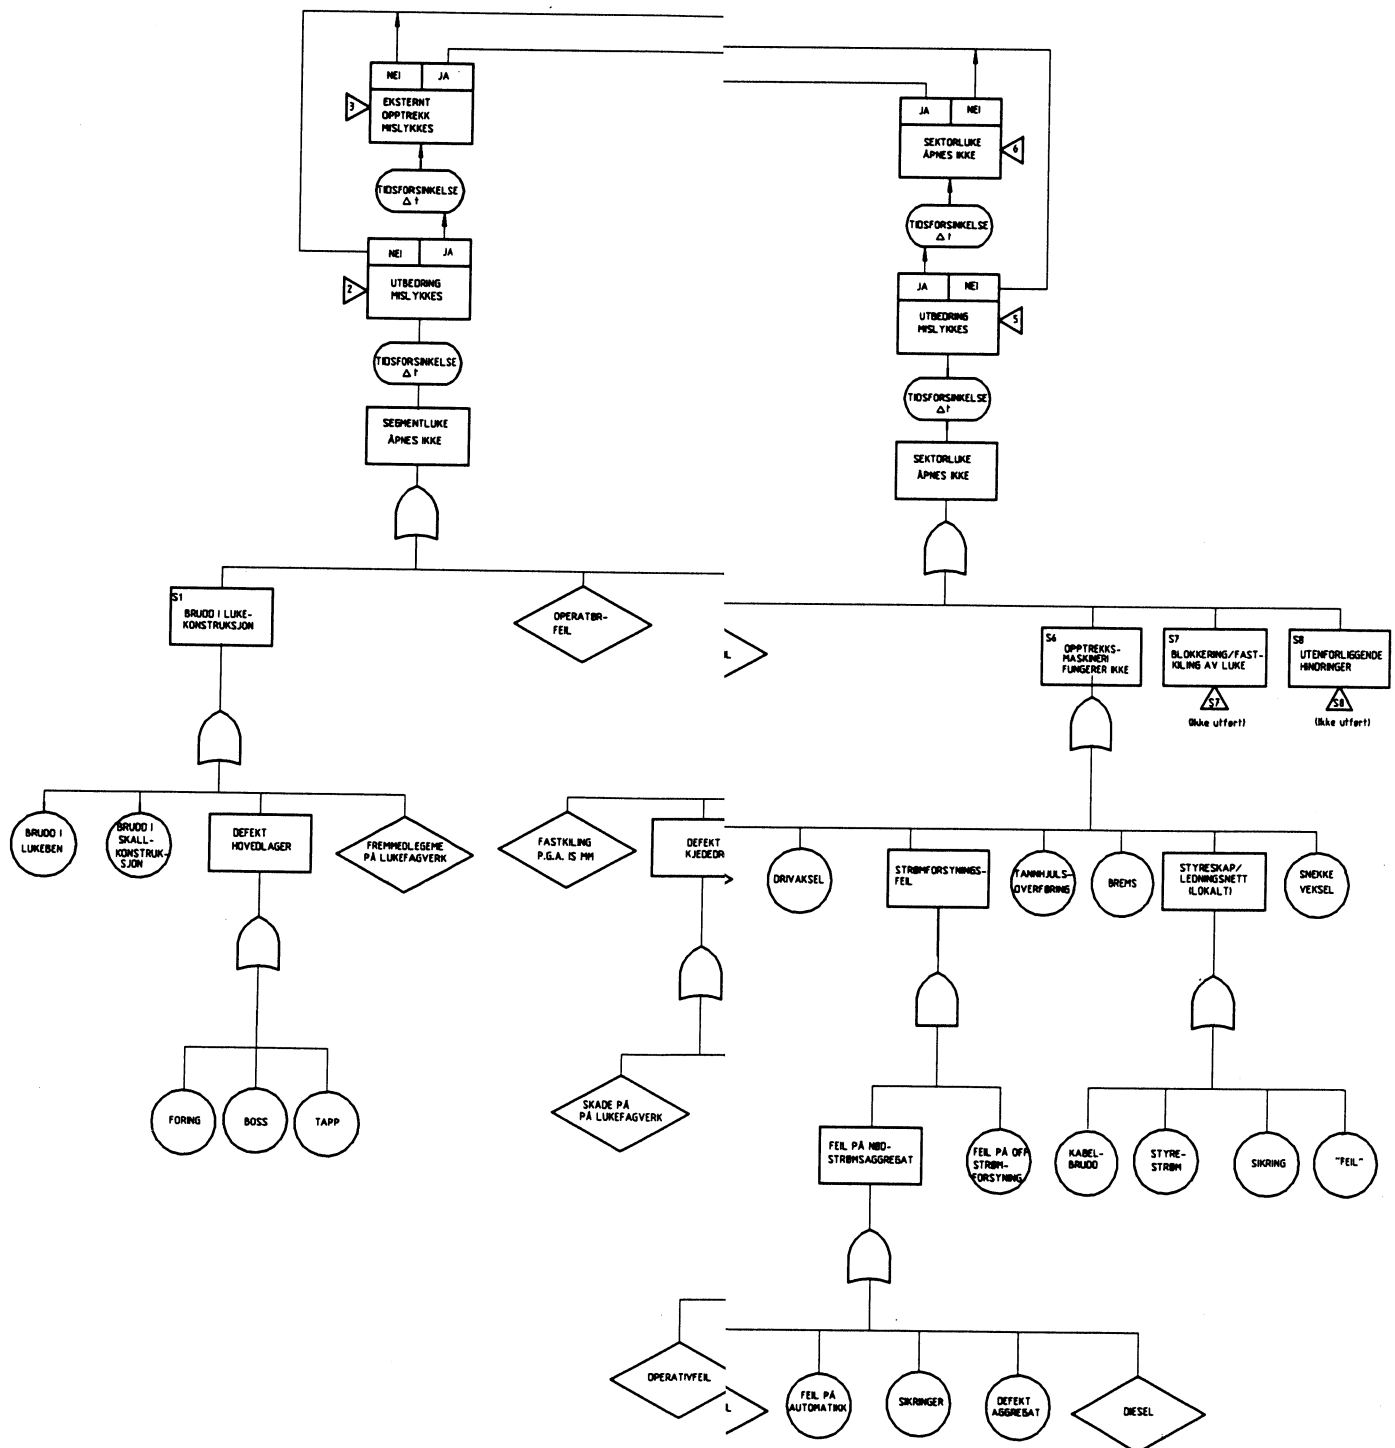 NEI
JA
3
EKSTERNT
OPPTREKK
MISLYKKES
TIDSFORSINKELSE
Δt
NEI
JA
2
UTBEDRING
MISLYKKES
TIDSFORSINKELSE
Δt
SEGMENTLUKE
ÅPNES IKKE
S1
BRUDD I LUKE-
KONSTRUKSJON
OPERATØR-
FEIL
BRUDD I
LUKEBEN
BRUDD I
SKALL-
KONSTRUK-
SJON
DEFEKT
HOVEDLAGER
FREMMEDLEGEME
PÅ LUKEFAGVERK
FASTKILING
P.G.A. IS MM
DEFEKT
KJEDEDR
FORING
BOSS
TAPP
SKADE PÅ
PÅ LUKEFAGVERK
OPERATIVFEIL
JA
NEI
SEKTORLUKE
ÅPNES IKKE
6
TIDSFORSINKELSE
Δt
JA
NEI
UTBEDRING
MISLYKKES
5
TIDSFORSINKELSE
Δt
SEKTORLUKE
ÅPNES IKKE
IL
S6
OPPTREKKS-
MASKINERI
FUNGERER IKKE
S7
BLOKKERING/FAST-
KILING AV LUKE
S7
(Ikke utført)
S8
UTENFORLIGGENDE
HINDRINGER
S8
(Ikke utført)
DRIVAKSEL
STRØMFORSYNINGS-
FEIL
TANNHJULS-
OVERFØRING
BREMS
STYRESKAP/
LEDNINGSNETT
(LOKALT)
SNEKKE
VEKSEL
FEIL PÅ NØD-
STRØMSAGGREGAT
FEIL PÅ OFF
STRØM-
FORSYNING
KABEL-
BRUDD
STYRE-
STRØM
SIKRING
"FEIL"
IL
FEIL PÅ
AUTOMATIKK
SIKRINGER
DEFEKT
AGGREGAT
DIESEL